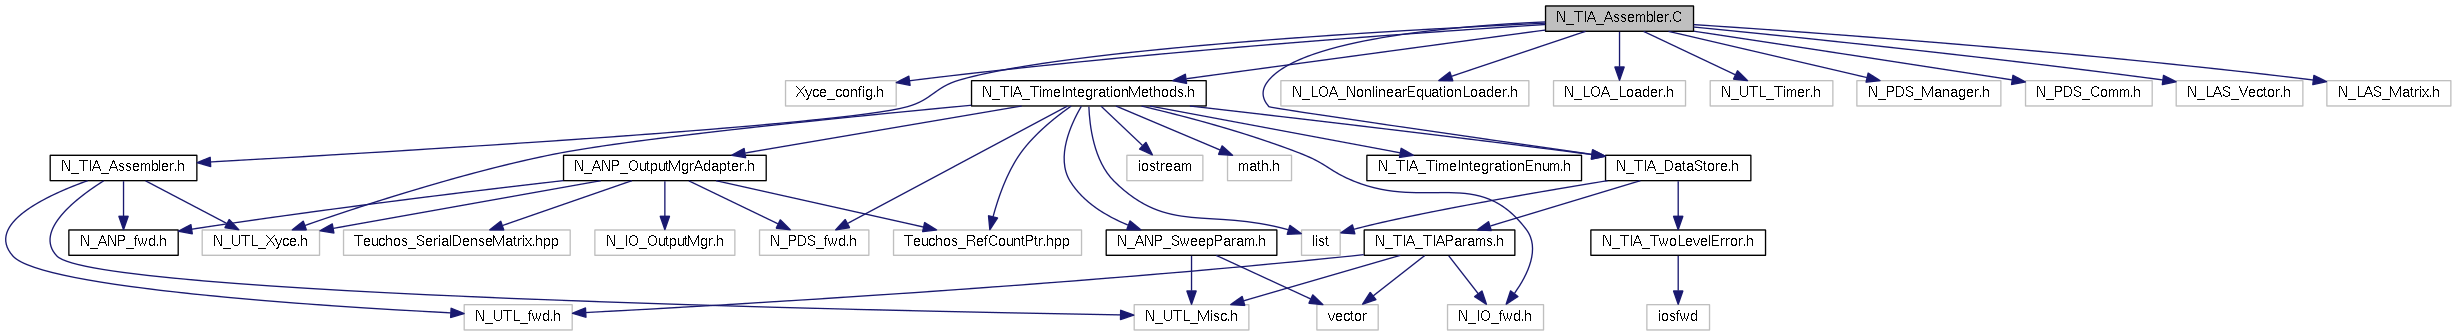 N_TIA_Assembler.C
Xyce_config.h
N_TIA_TimeIntegrationMethods.h
N_LOA_NonlinearEquationLoader.h
N_LOA_Loader.h
N_UTL_Timer.h
N_PDS_Manager.h
N_PDS_Comm.h
N_LAS_Vector.h
N_LAS_Matrix.h
N_TIA_Assembler.h
N_ANP_OutputMgrAdapter.h
iostream
math.h
N_TIA_TimeIntegrationEnum.h
N_TIA_DataStore.h
N_ANP_fwd.h
N_UTL_Xyce.h
Teuchos_SerialDenseMatrix.hpp
N_IO_OutputMgr.h
N_PDS_fwd.h
Teuchos_RefCountPtr.hpp
N_ANP_SweepParam.h
list
N_TIA_TIAParams.h
N_TIA_TwoLevelError.h
N_UTL_fwd.h
N_UTL_Misc.h
vector
N_IO_fwd.h
iosfwd